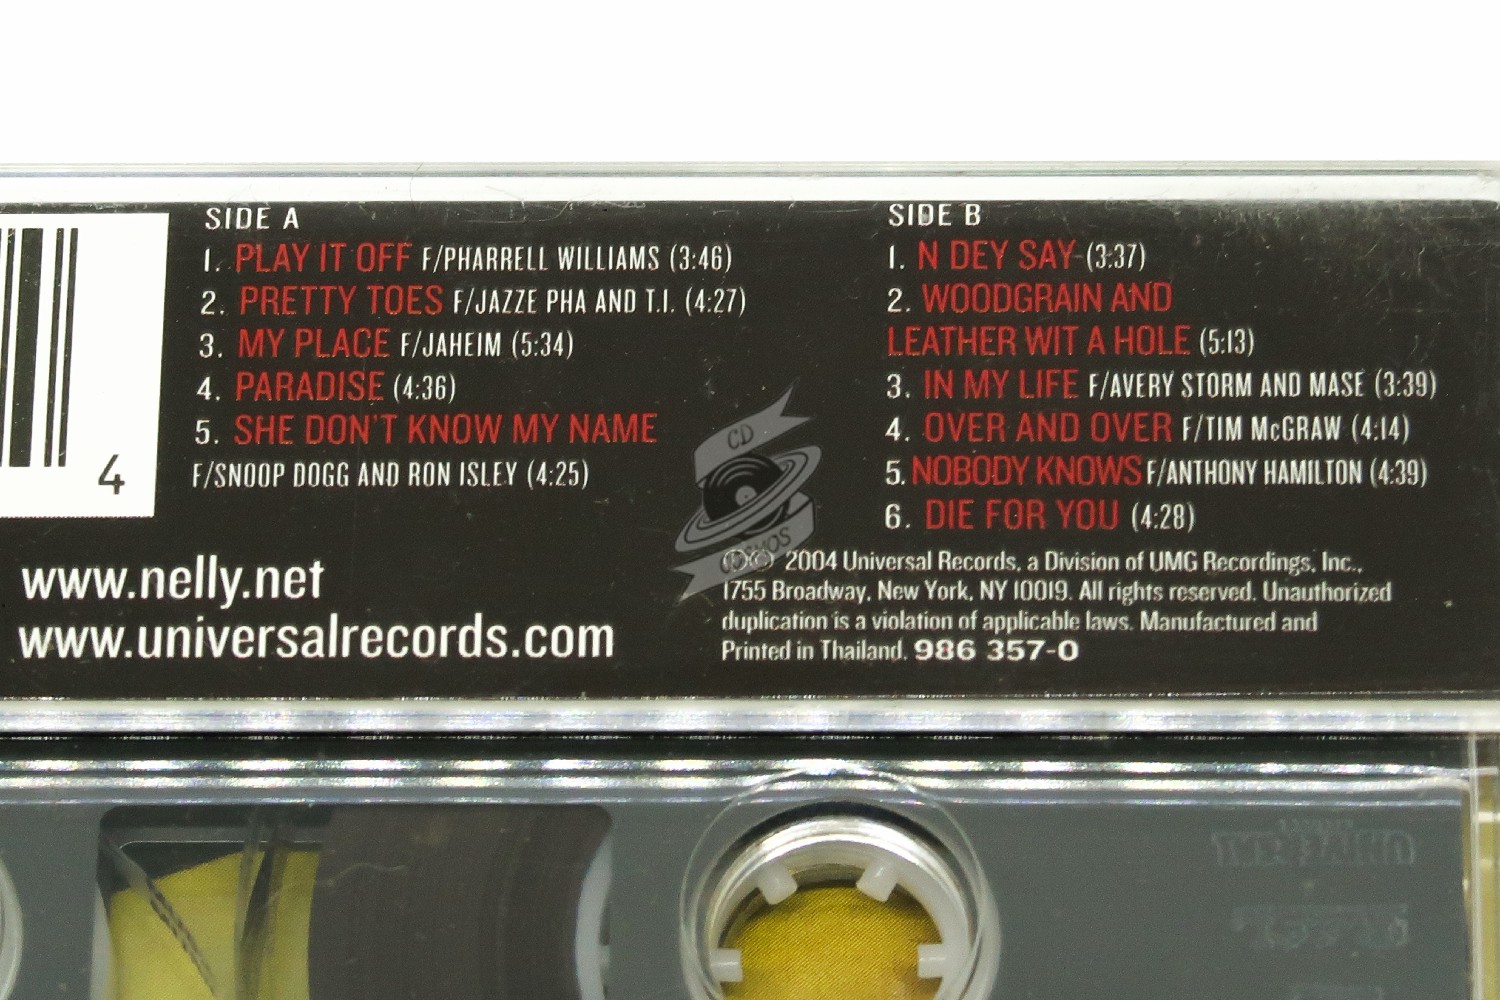 SIDE A
1. PLAY IT OFF F/PHARRELL WILLIAMS (3:46)
2. PRETTY TOES F/JAZZE PHA AND T.I. (4:27)
3. MY PLACE F/JAHEIM (5:34)
4. PARADISE (4:36)
5. SHE DON'T KNOW MY NAME
F/SNOOP DOGG AND RON ISLEY (4:25)
SIDE B
1. N DEY SAY (3:37)
2. WOODGRAIN AND
LEATHER WIT A HOLE (5:13)
3. IN MY LIFE F/AVERY STORM AND MASE (3:39)
4. OVER AND OVER F/TIM McGRAW (4:14)
5. NOBODY KNOWS F/ANTHONY HAMILTON (4:39)
6. DIE FOR YOU (4:28)
4
www.nelly.net
www.universalrecords.com
℗© 2004 Universal Records, a Division of UMG Recordings, Inc.,
1755 Broadway, New York, NY 10019. All rights reserved. Unauthorized
duplication is a violation of applicable laws. Manufactured and
Printed in Thailand. 986 357-0
CD